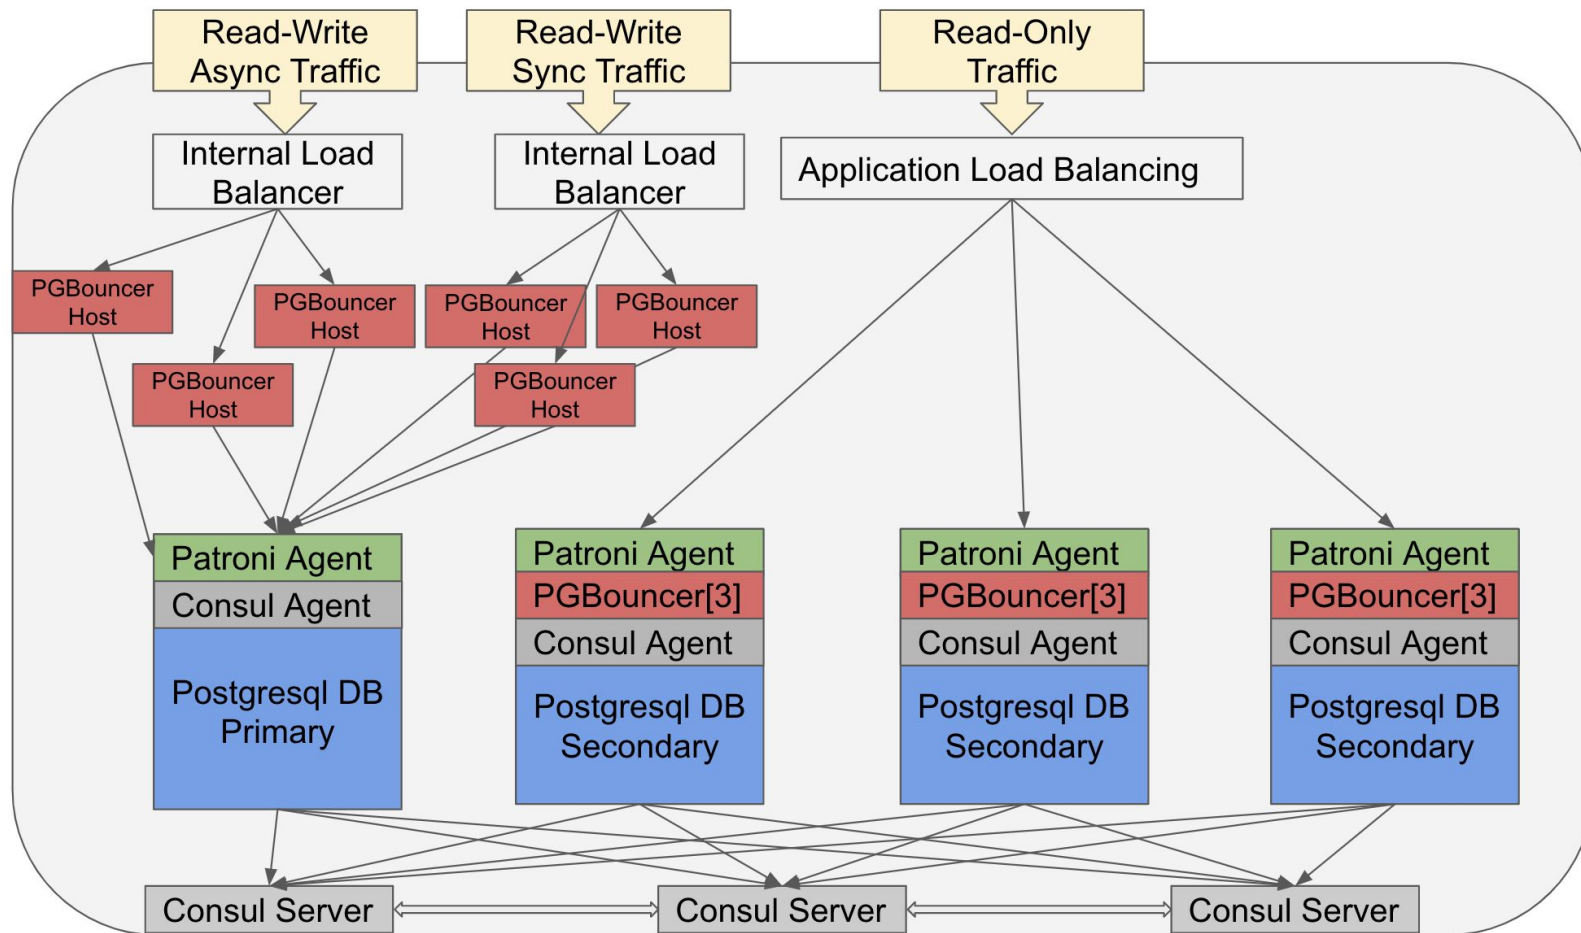 Read-Write
Async Traffic
Read-Write
Sync Traffic
Read-Only
Traffic
Internal Load
Balancer
Internal Load
Balancer
Application Load Balancing
PGBouncer
Host
PGBouncer
Host
PGBouncer
Host
PGBouncer
Host
PGBouncer
Host
PGBouncer
Host
Patroni Agent
Consul Agent
Postgresql DB
Primary
Patroni Agent
PGBouncer[3]
Consul Agent
Postgresql DB
Secondary
Patroni Agent
PGBouncer[3]
Consul Agent
Postgresql DB
Secondary
Patroni Agent
PGBouncer[3]
Consul Agent
Postgresql DB
Secondary
Consul Server
Consul Server
Consul Server